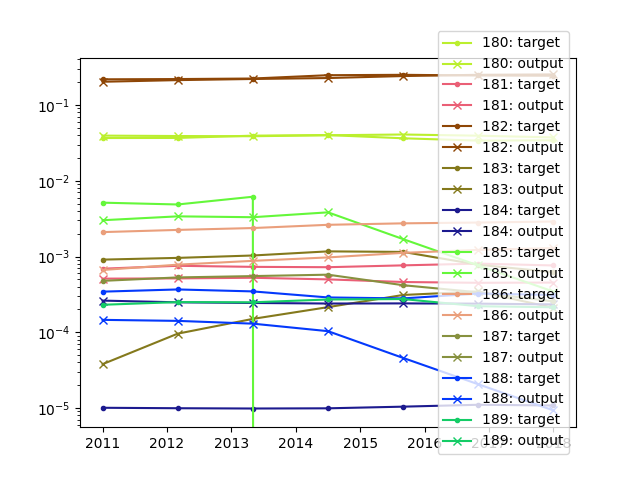 180: target
180: output
181: target
181: output
182: target
182: output
183: target
183: output
184: target
184: output
185: target
185: output
186: target
186: output
187: target
187: output
188: target
188: output
189: target
189: output
10⁻¹
10⁻²
10⁻³
10⁻⁴
10⁻⁵
2011 2012 2013 2014 2015 2016 2017 2018